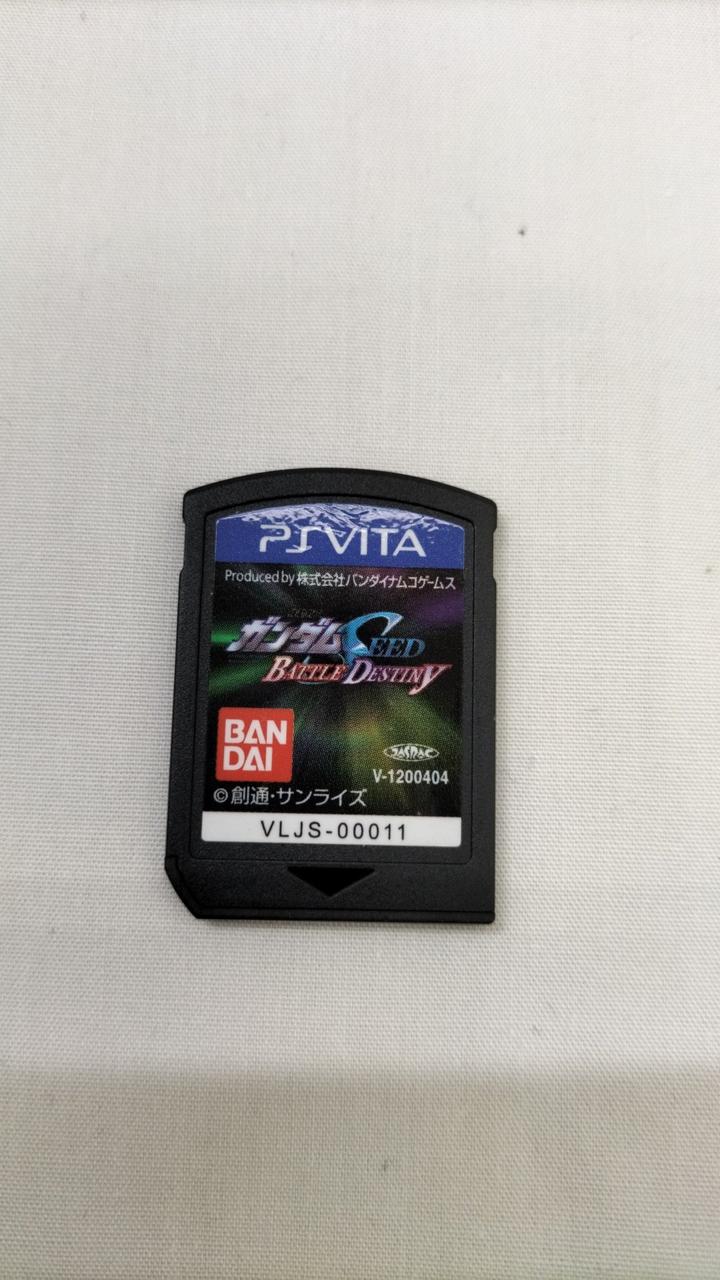 PSVITA
Produced by 株式会社バンダイナムコゲームス
ガンダムSEED
BATTLE DESTINY
BAN
DAI
JASRAC
V-1200404
©創通・サンライズ
VLJS-00011